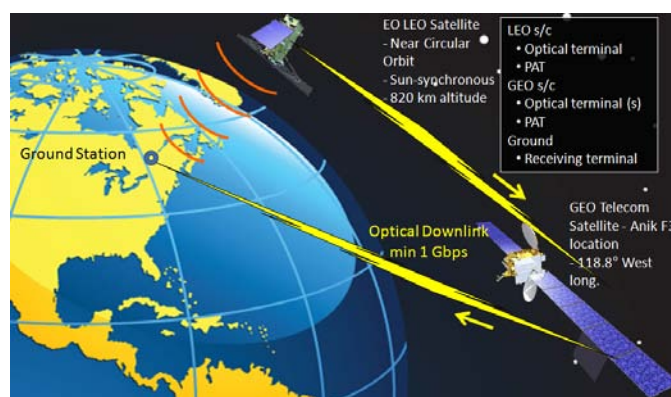 EO LEO Satellite
- Near Circular
Orbit
- Sun-synchronous
- 820 km altitude
LEO s/c
• Optical terminal
• PAT
GEO s/c
• Optical terminal (s)
• PAT
Ground
• Receiving terminal
Ground Station
Optical Downlink
min 1 Gbps
GEO Telecom
Satellite - Anik
location
-118.8° West
long.